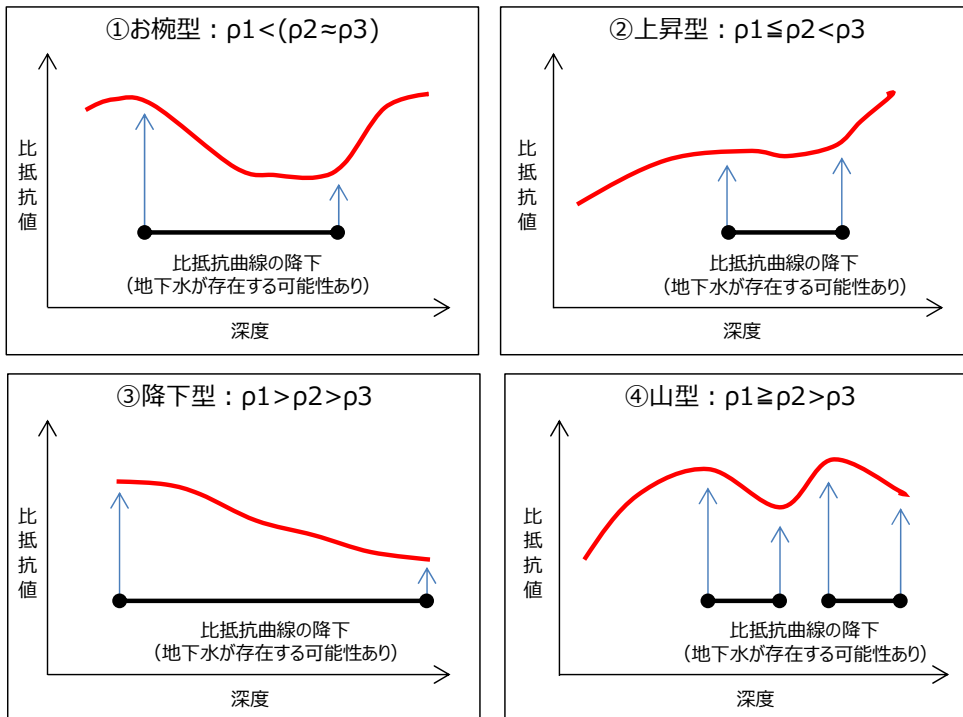 ①お椀型：ρ1<(ρ2≈ρ3)
比抵抗値
比抵抗曲線の降下
（地下水が存在する可能性あり）
深度
②上昇型：ρ1≦ρ2<ρ3
比抵抗値
比抵抗曲線の降下
（地下水が存在する可能性あり）
深度
③降下型：ρ1>ρ2>ρ3
比抵抗値
比抵抗曲線の降下
（地下水が存在する可能性あり）
深度
④山型：ρ1≧ρ2>ρ3
比抵抗値
比抵抗曲線の降下
（地下水が存在する可能性あり）
深度